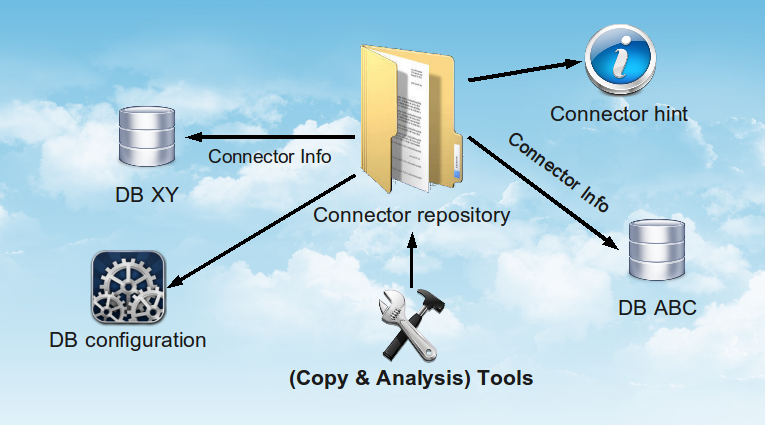 Connector hint
Connector Info
Connector Info
DB XY
Connector repository
DB ABC
DB configuration
(Copy & Analysis) Tools